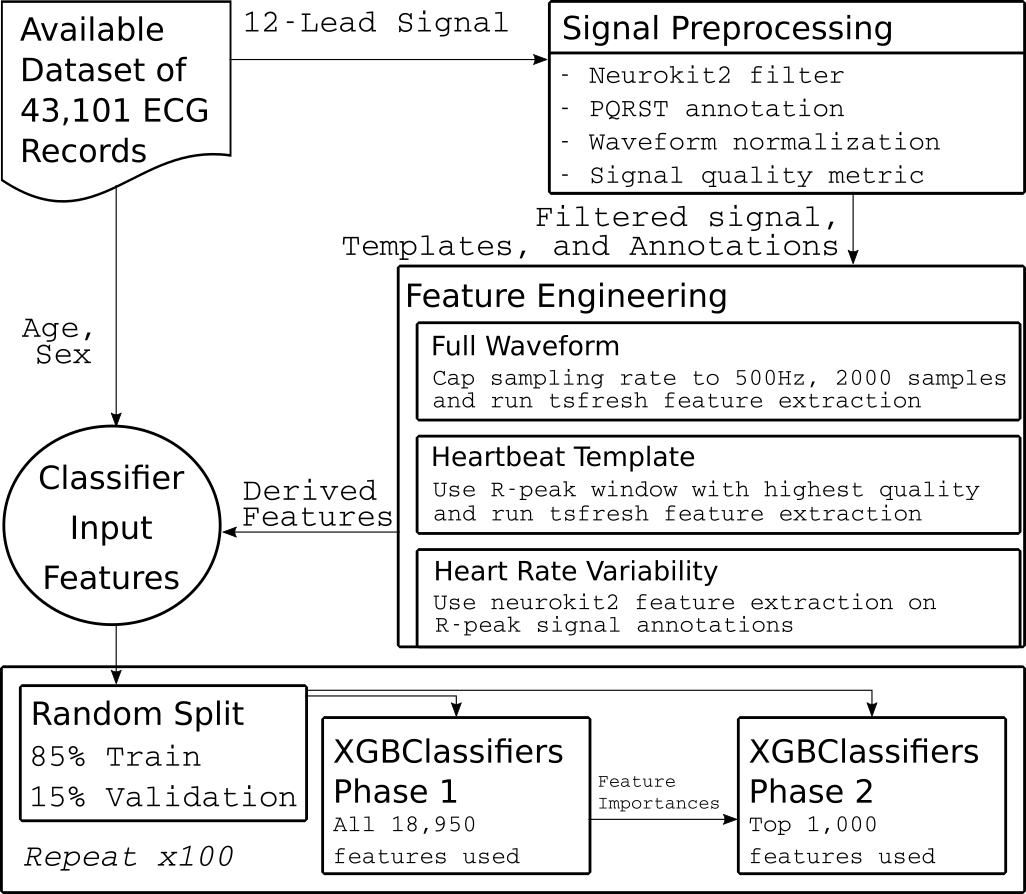 Available
Dataset of
43,101 ECG
Records
12-Lead Signal
Signal Preprocessing
- Neurokit2 filter
- PQRST annotation
- Waveform normalization
- Signal quality metric
Filtered signal,
Templates, and Annotations
Age,
Sex
Feature Engineering
Full Waveform
Cap sampling rate to 500Hz, 2000 samples
and run tsfresh feature extraction
Heartbeat Template
Use R-peak window with highest quality
and run tsfresh feature extraction
Heart Rate Variability
Use neurokit2 feature extraction on
R-peak signal annotations
Derived
Features
Classifier
Input
Features
Random Split
85% Train
15% Validation
Repeat x100
XGBClassifiers
Phase 1
All 18,950
features used
Feature
Importances
XGBClassifiers
Phase 2
Top 1,000
features used